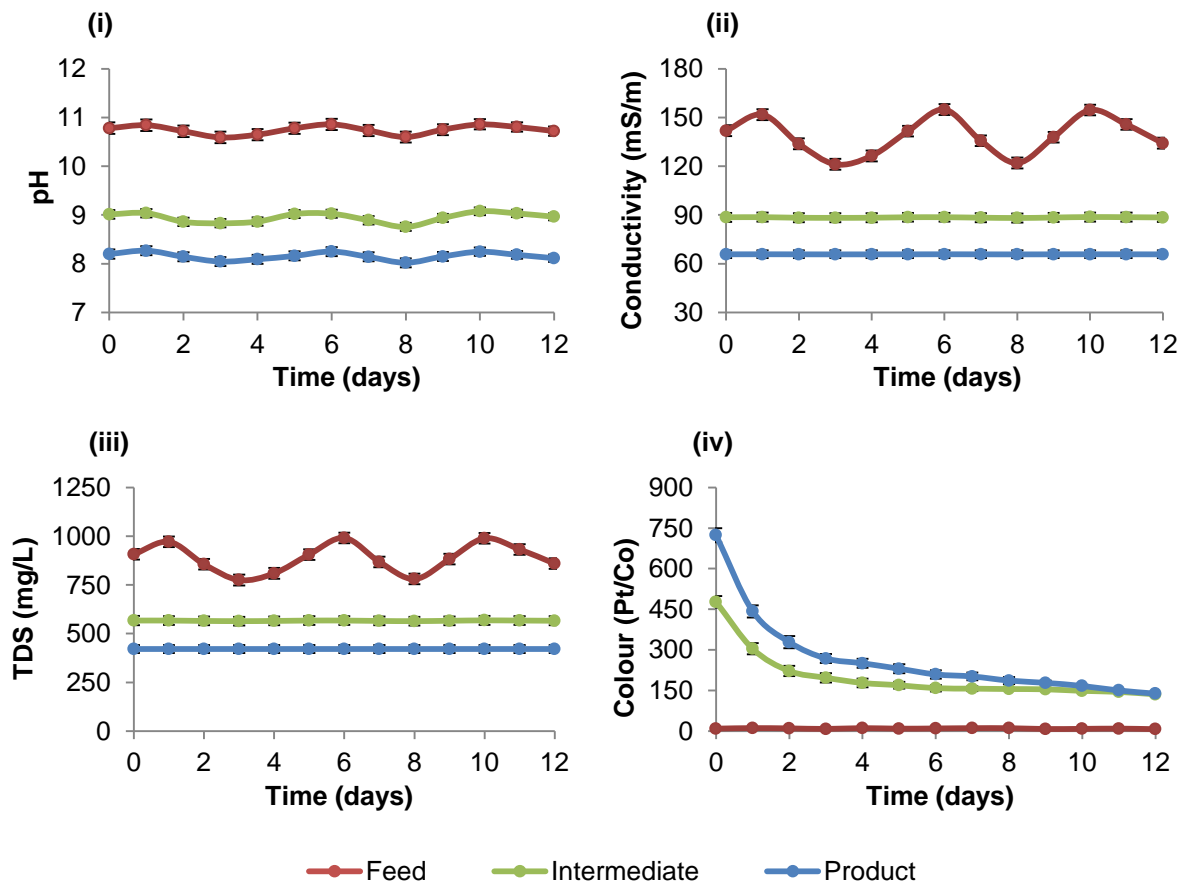 (i)
12
11
10
9
8
7
pH
0 2 4 6 8 10 12
Time (days)
(ii)
180
150
120
90
60
30
Conductivity (mS/m)
0 2 4 6 8 10 12
Time (days)
(iii)
1250
1000
750
500
250
0
TDS (mg/L)
0 2 4 6 8 10 12
Time (days)
(iv)
900
750
600
450
300
150
0
Colour (Pt/Co)
0 2 4 6 8 10 12
Time (days)
Feed Intermediate Product